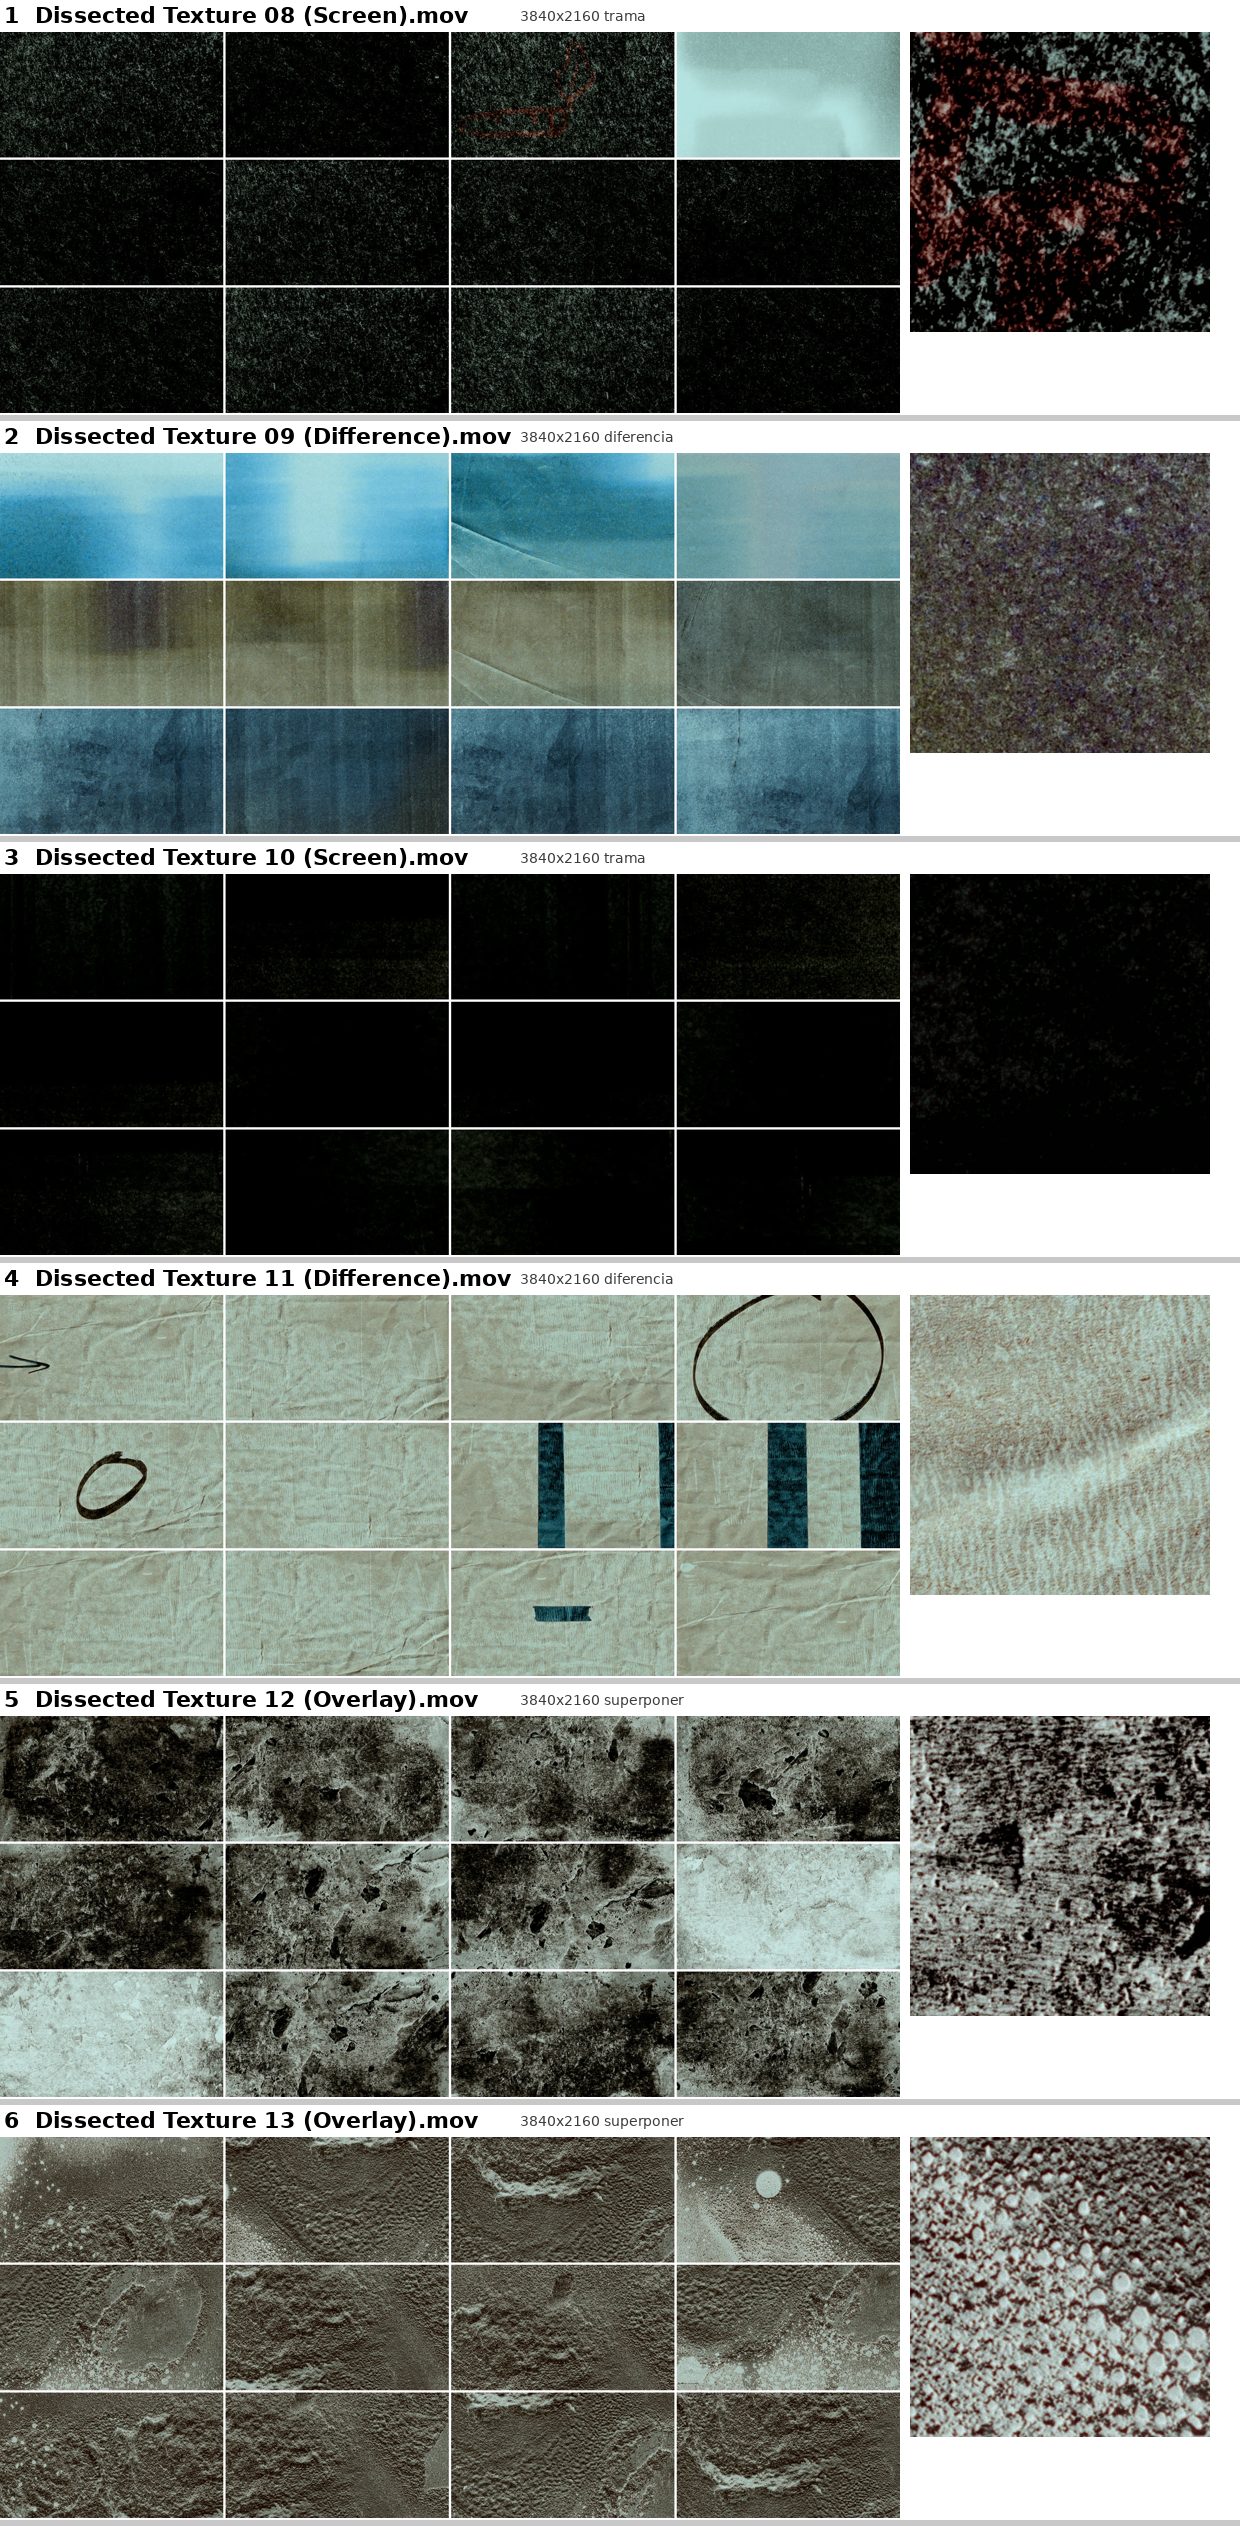 1 Dissected Texture 08 (Screen).mov 3840x2160 trama
2 Dissected Texture 09 (Difference).mov 3840x2160 diferencia
3 Dissected Texture 10 (Screen).mov 3840x2160 trama
4 Dissected Texture 11 (Difference).mov 3840x2160 diferencia
5 Dissected Texture 12 (Overlay).mov 3840x2160 superponer
6 Dissected Texture 13 (Overlay).mov 3840x2160 superponer